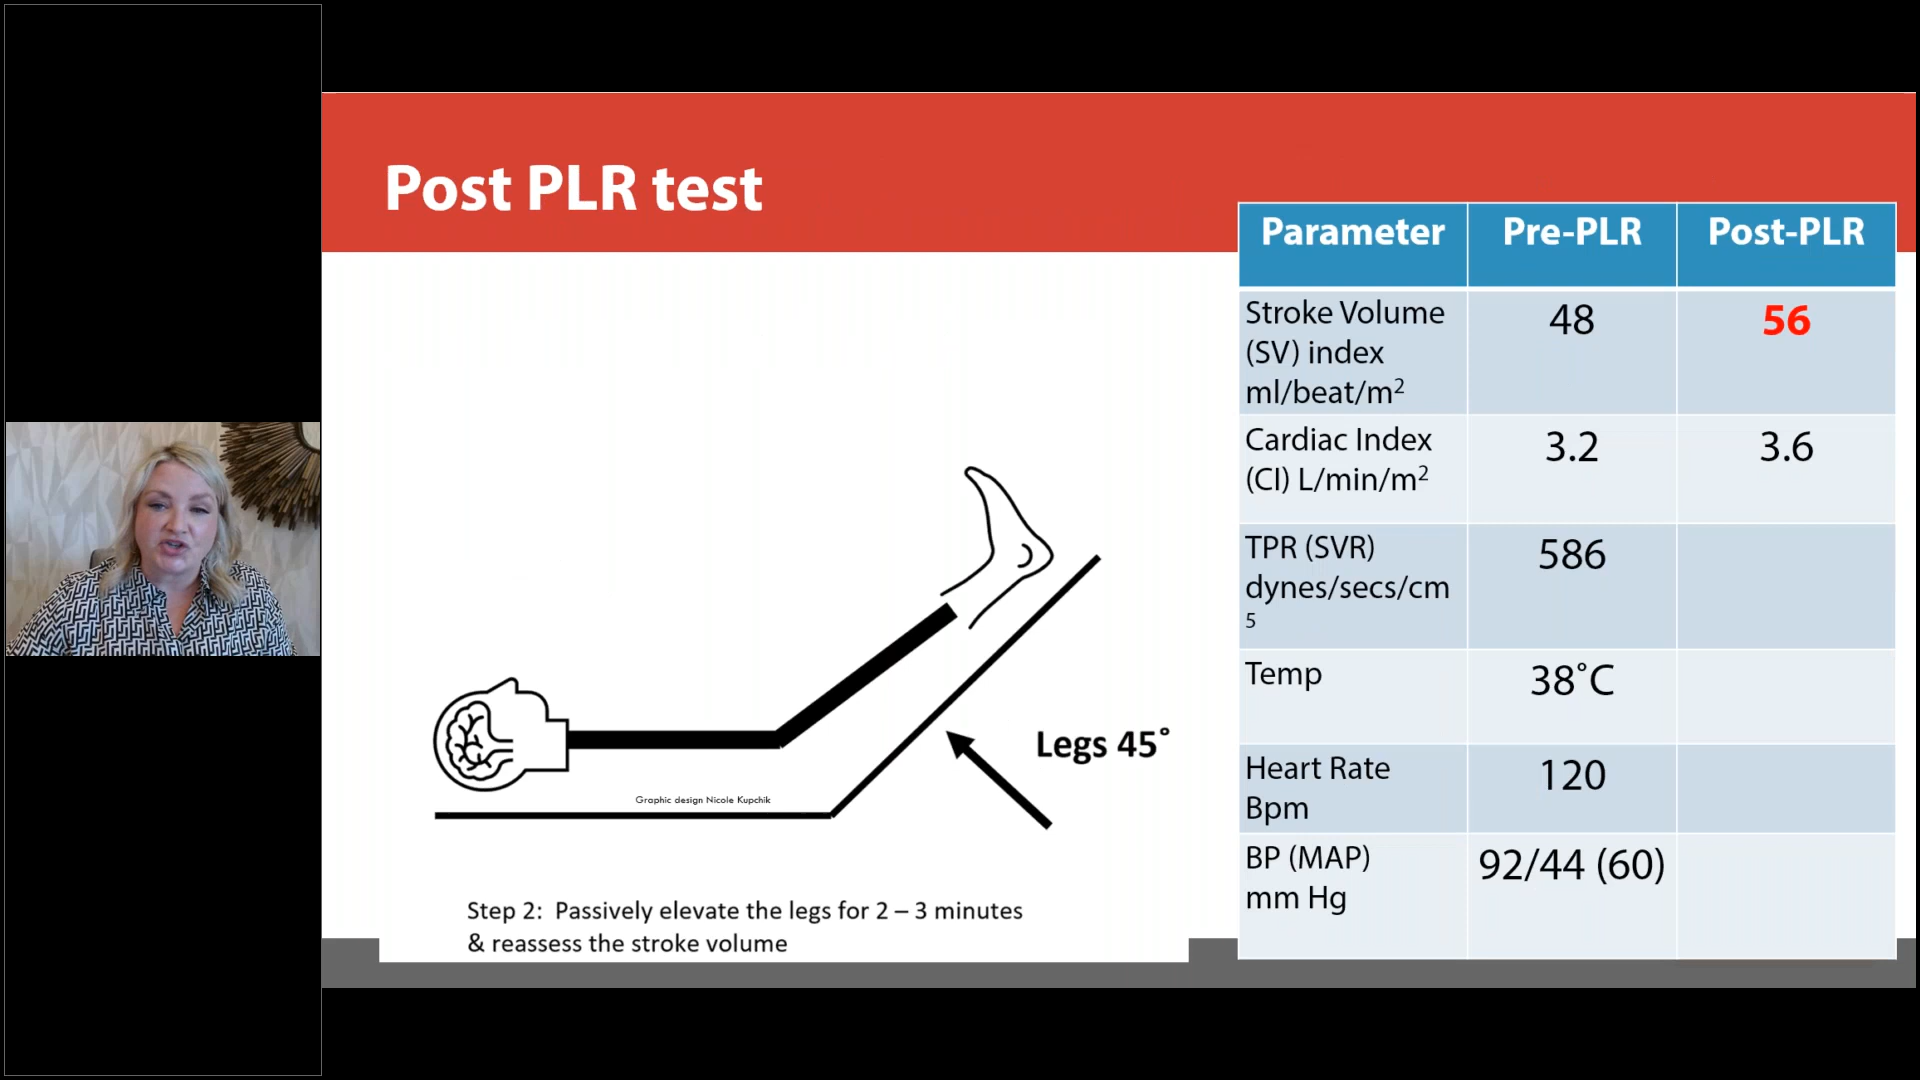 Post PLR test
Parameter Pre-PLR Post-PLR
Stroke Volume 48 56
(SV) index
ml/beat/m²
Cardiac Index 3.2 3.6
(CI) L/min/m²
TPR (SVR) 586
dynes/secs/cm
5
Temp 38˚C
Heart Rate 120
Bpm
BP (MAP) 92/44 (60)
mm Hg
Legs 45˚
Graphic design Nicole Kupchik
Step 2: Passively elevate the legs for 2 – 3 minutes
& reassess the stroke volume